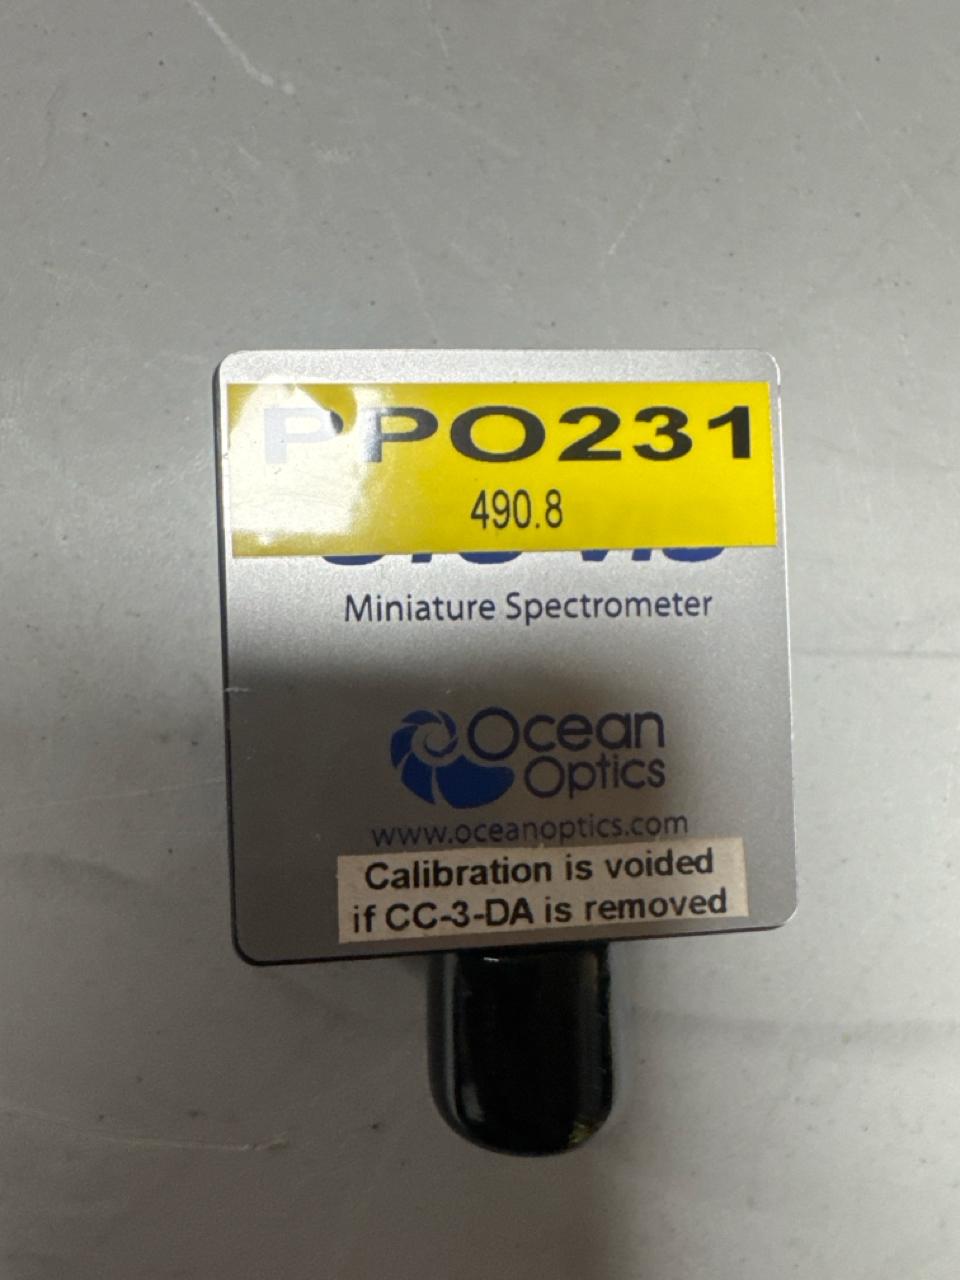 PPO231
490.8
Miniature Spectrometer
Ocean
Optics
www.oceanoptics.com
Calibration is voided
if CC-3-DA is removed